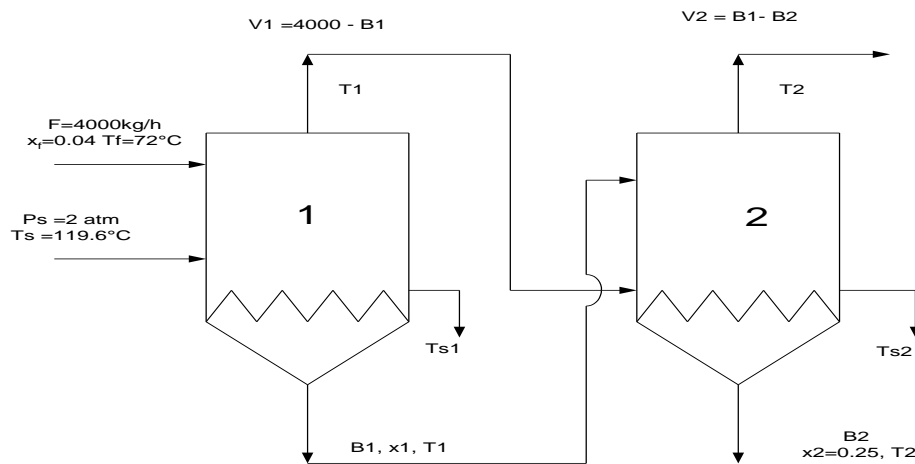 V1 =4000 - B1
V2 = B1- B2
T1
T2
F=4000kg/h
xf=0.04 Tf=72°C
1
2
Ps =2 atm
Ts =119.6°C
Ts1
Ts2
B1, x1, T1
B2
x2=0.25, T2